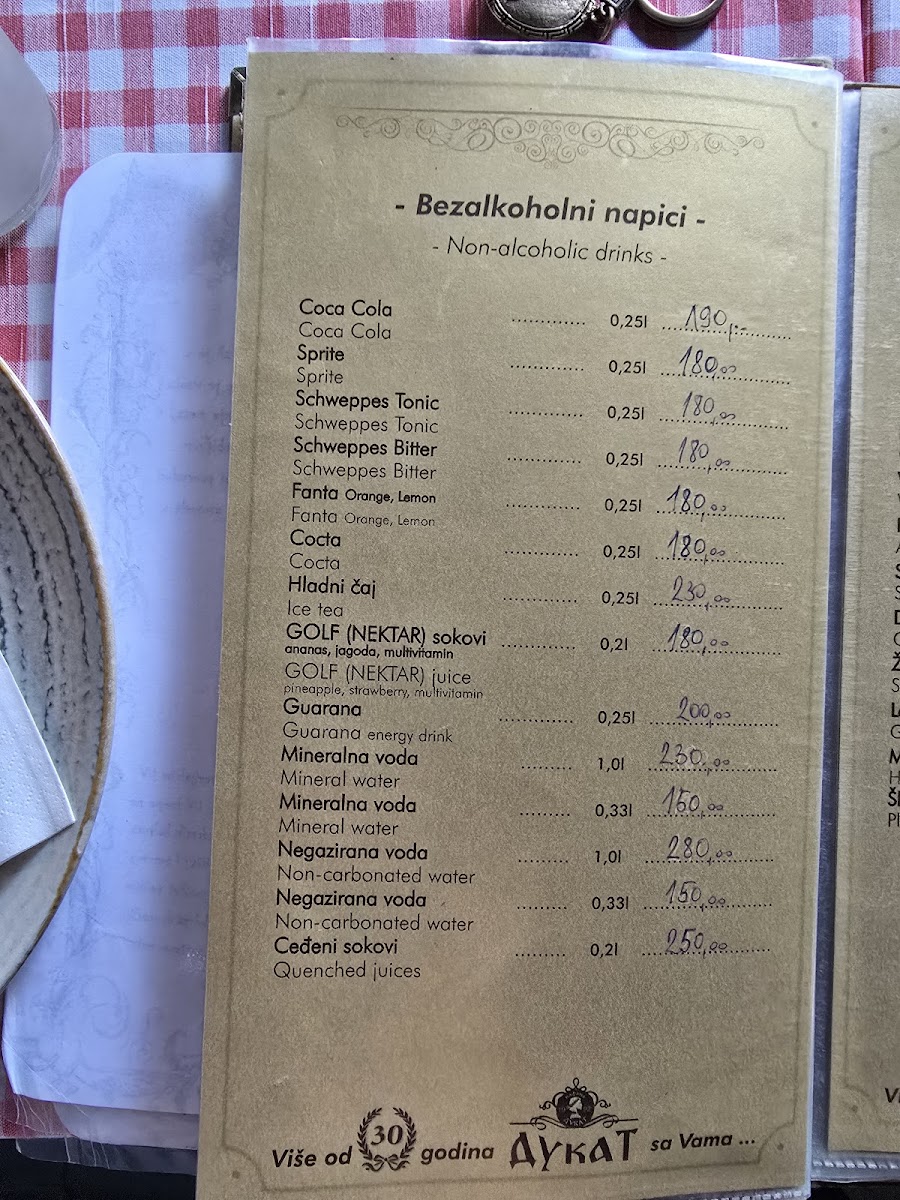 - Bezalkoholni napici -
- Non-alcoholic drinks -
Coca Cola ............. 0,25l 190,-
Coca Cola
Sprite ............. 0,25l 180,00
Sprite
Schweppes Tonic ............. 0,25l 180,00
Schweppes Tonic
Schweppes Bitter ............. 0,25l 180,00
Schweppes Bitter
Fanta Orange, Lemon ............. 0,25l 180,00
Fanta Orange, Lemon
Cocta ............. 0,25l 180,00
Cocta
Hladni čaj ............. 0,25l 230,00
Ice tea
GOLF (NEKTAR) sokovi ............. 0,2l 180,00
ananas, jagoda, multivitamin
GOLF (NEKTAR) juice
pineapple, strawberry, multivitamin
Guarana ............. 0,25l 200,00
Guarana energy drink
Mineralna voda ......... 1,0l 230,00
Mineral water
Mineralna voda ......... 0,33l 150,00
Mineral water
Negazirana voda ......... 1,0l 280,00
Non-carbonated water
Negazirana voda ......... 0,33l 150,00
Non-carbonated water
Ceđeni sokovi ......... 0,2l 250,00
Quenched juices
Više od 30 godina ДУКАТ sa Vama ...